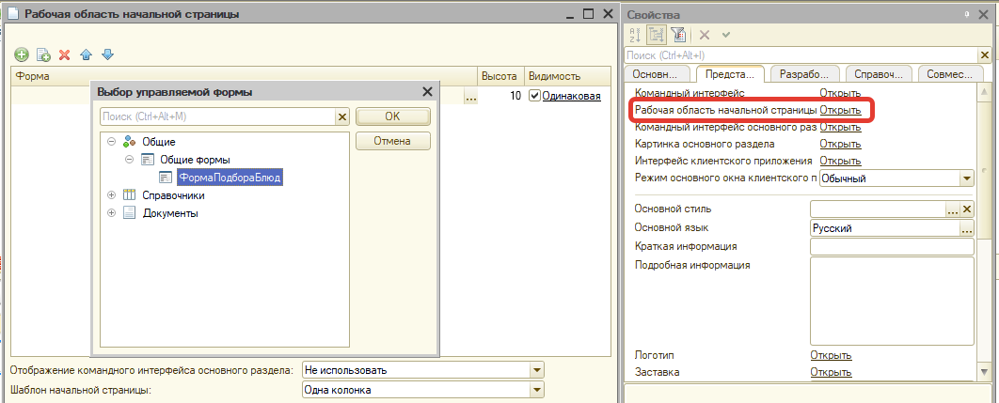 Рабочая область начальной страницы
Форма
Высота
Видимость
10
Одинаковая
...
Выбор управляемой формы
Поиск (Ctrl+Alt+M)
OK
Отмена
Общие
Общие формы
ФормаПодбораБлюд
Справочники
Документы
Отображение командного интерфейса основного раздела:
Не использовать
Шаблон начальной страницы:
Одна колонка
Свойства
Поиск (Ctrl+Alt+I)
Основн...
Предста...
Разрабо...
Справоч...
Совмес...
Командный интерфейс Открыть
Рабочая область начальной страницы Открыть
Командный интерфейс основного раз Открыть
Картинка основного раздела Открыть
Интерфейс клиентского приложения Открыть
Режим основного окна клиентского п Обычный
Основной стиль ...
Основной язык Русский ...
Краткая информация
Подробная информация
Логотип Открыть
Заставка Открыть